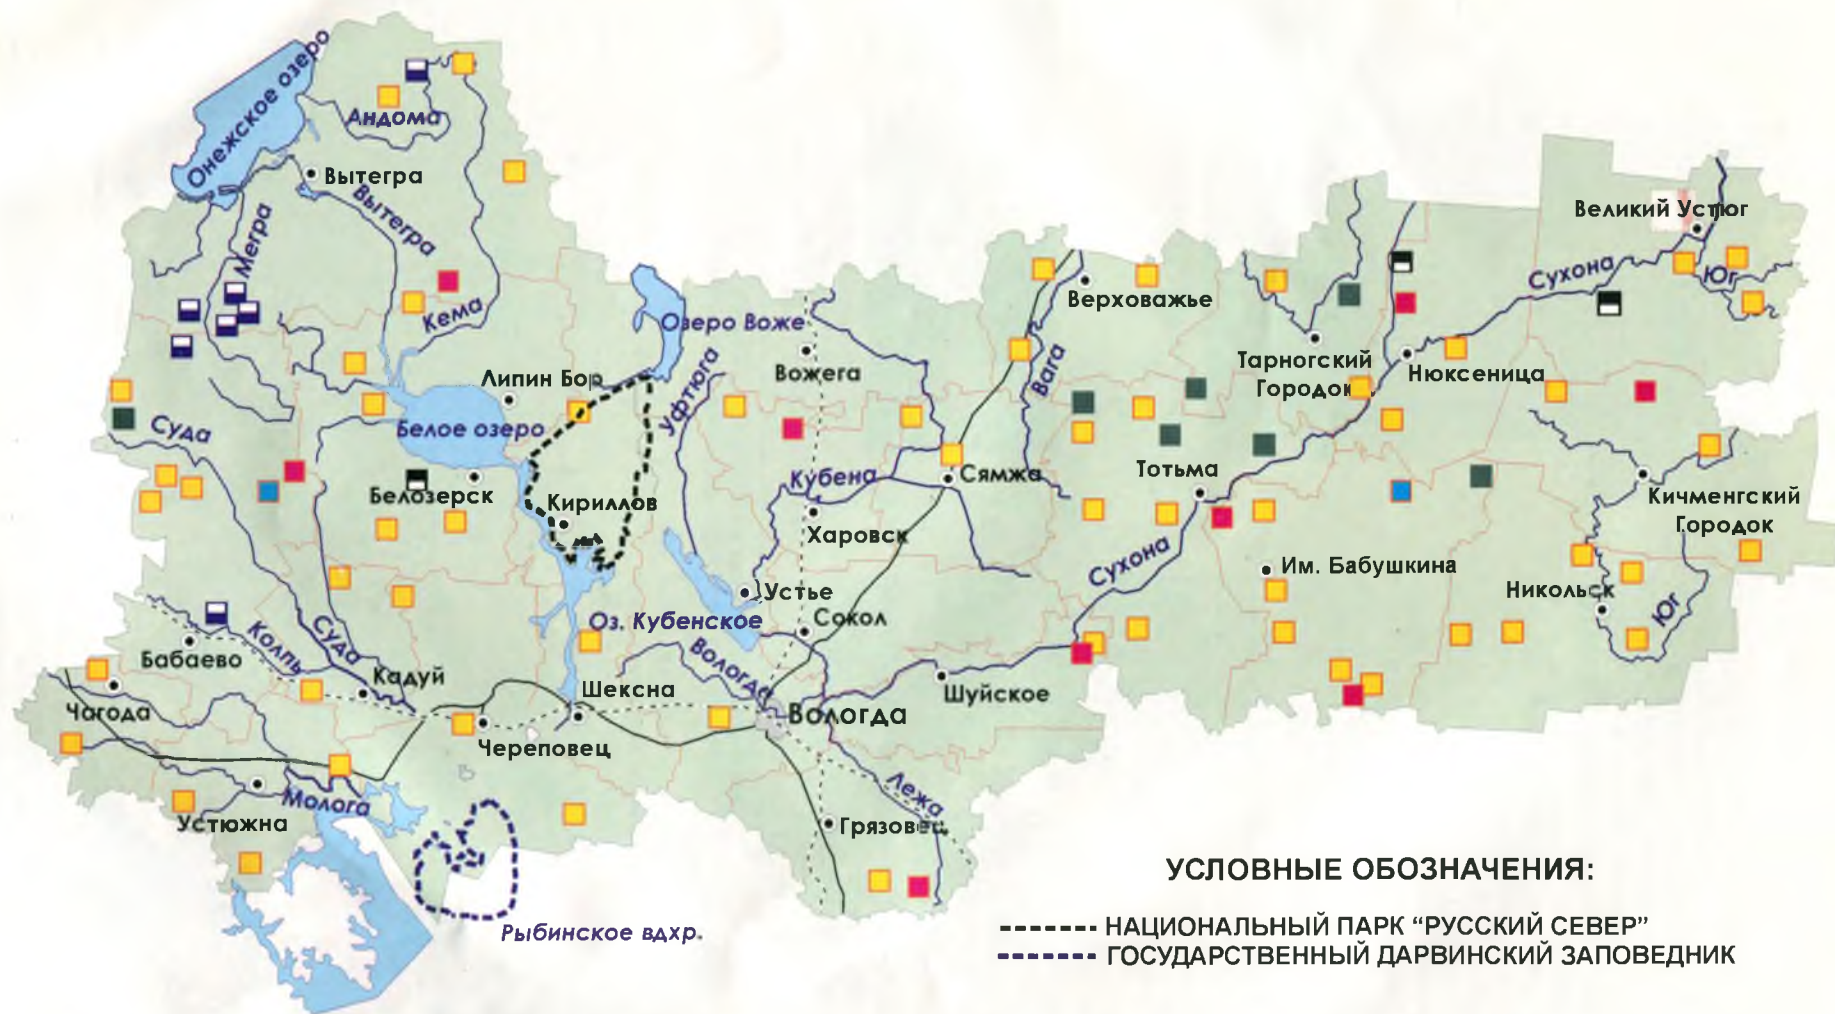 Онежское озеро
Андома
Вытегра
Вытегра
Мегра
Кема
Великий Устюг
Сухона
Юг
Верховажье
Озеро Воже
Вожега
Вага
Тарногский
Городок
Нюксеница
Липин Бор
Уфтюга
Белое озеро
Суда
Белозерск
Кубена
Сямжа
Тотьма
Кириллов
Харовск
Кичменгский
Городок
Сухона
Им. Бабушкина
Никольск
Юг
Устье
Оз. Кубенское
Сокол
Колпь
Суда
Бабаево
Кадуй
Вологда
Шексна
Шуйское
Чагода
Вологда
Череповец
Молога
Устюжна
Лежа
Грязовец
Рыбинское вдхр.
УСЛОВНЫЕ ОБОЗНАЧЕНИЯ:
НАЦИОНАЛЬНЫЙ ПАРК “РУССКИЙ СЕВЕР”
ГОСУДАРСТВЕННЫЙ ДАРВИНСКИЙ ЗАПОВЕДНИК